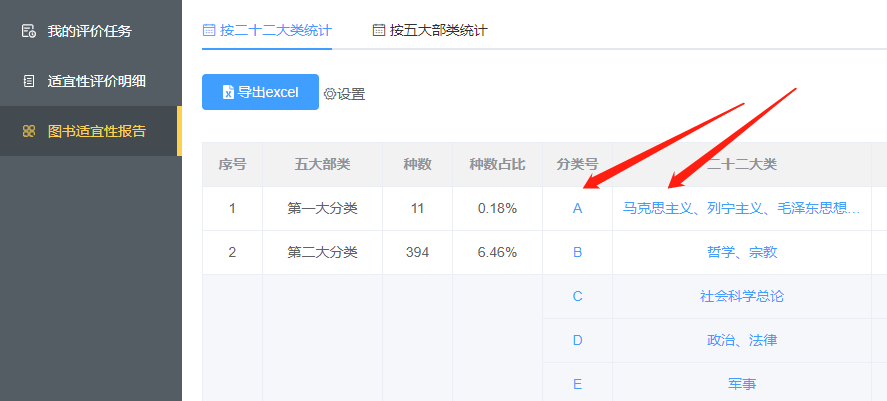 我的评价任务
适宜性评价明细
图书适宜性报告
按二十二大类统计 按五大部类统计
导出excel 设置
序号 五大部类 种数 种数占比 分类号 二十二大类
1 第一大分类 11 0.18% A 马克思主义、列宁主义、毛泽东思想...
2 第二大分类 394 6.46% B 哲学、宗教
C 社会科学总论
D 政治、法律
E 军事